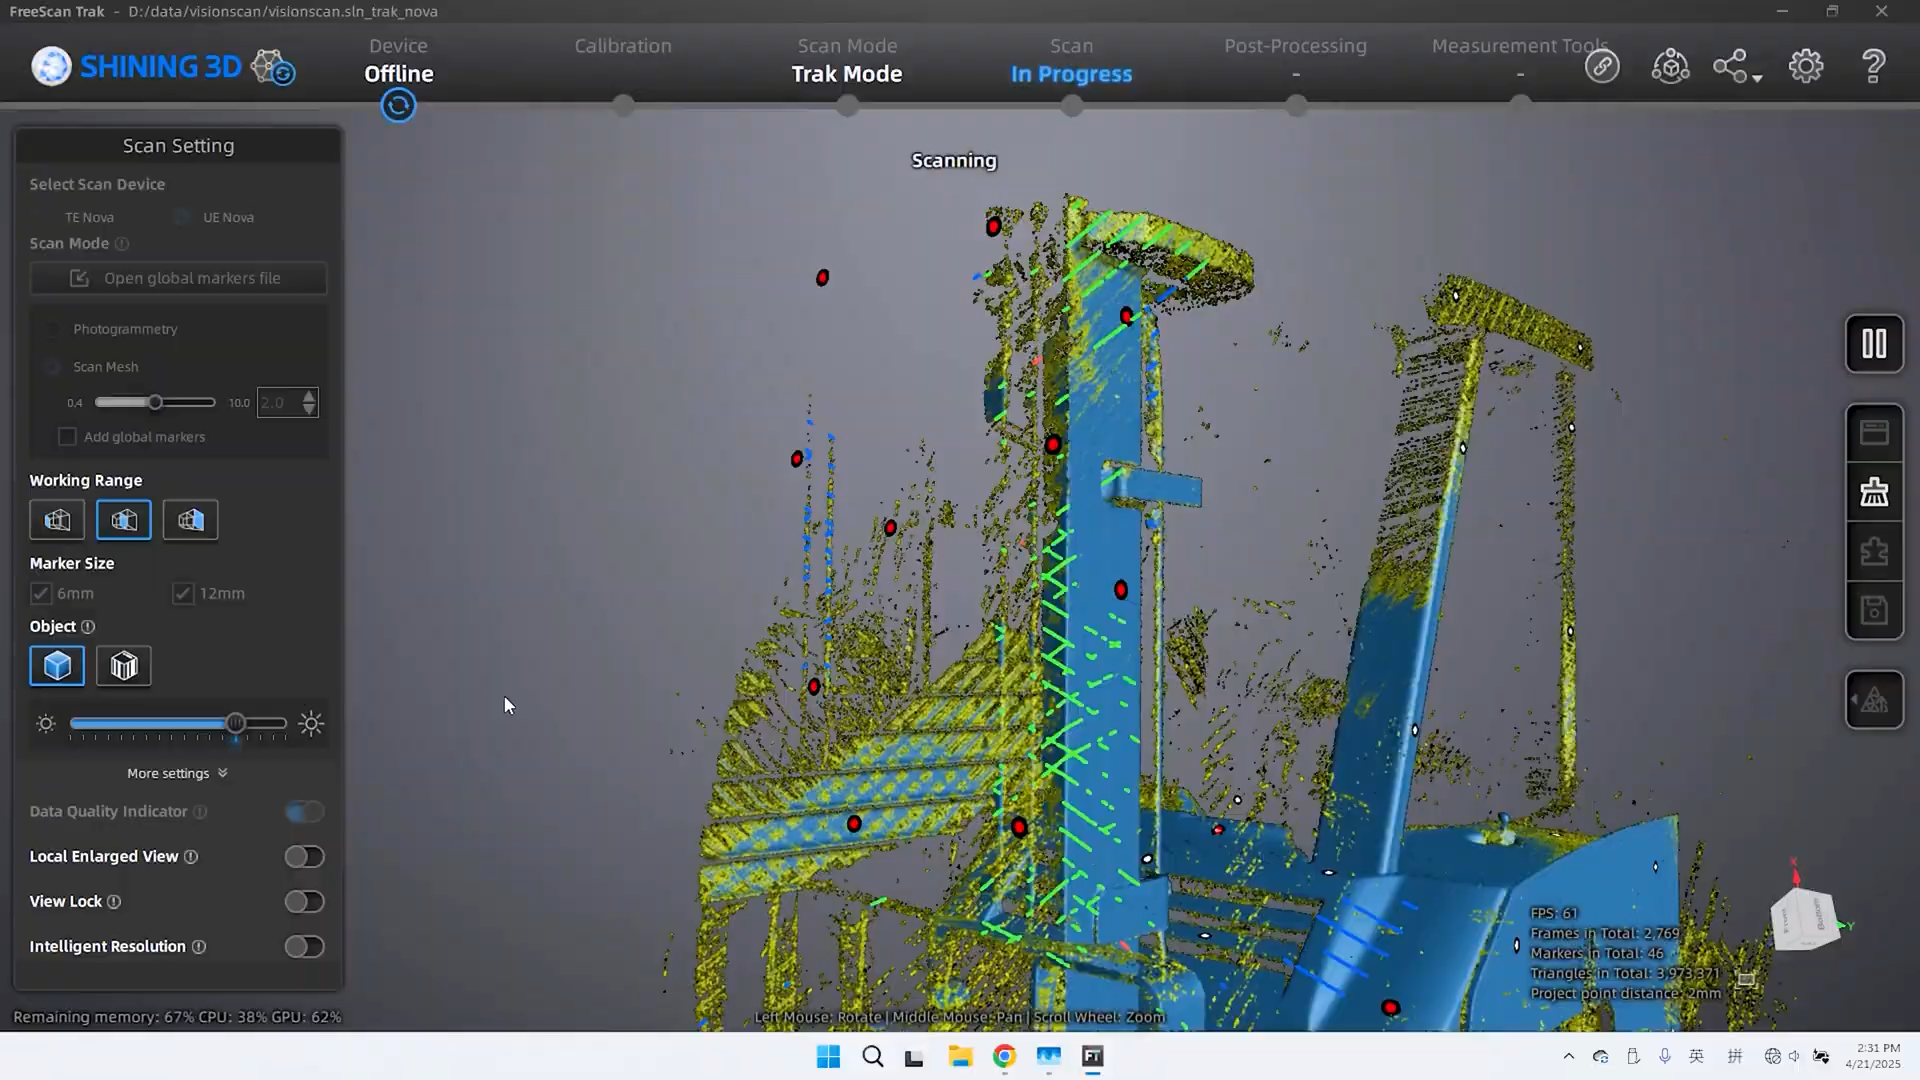 FreeScan Trak - D:/data/visionscan/visionscan.sln_trak_nova
SHINING 3D
Device
Offline
Calibration
Scan Mode
Trak Mode
Scan
In Progress
Post-Processing
-
Measurement Tools
-
Scan Setting
Select Scan Device
TE Nova
UE Nova
Scan Mode
Open global markers file
Photogrammetry
Scan Mesh
0.4
10.0
2.0
Add global markers
Working Range
Marker Size
6mm
12mm
Object
More settings
Data Quality Indicator
Local Enlarged View
View Lock
Intelligent Resolution
Remaining memory: 67% CPU: 38% GPU: 62%
Scanning
X
Y
Bottom
FPS: 61
Frames in Total: 2,769
Markers in Total: 46
Triangles in Total: 3,973,371
Project point distance: 2mm
Left Mouse: Rotate | Middle Mouse: Pan | Scroll Wheel: Zoom
FT
英
拼
2:31 PM
4/21/2025